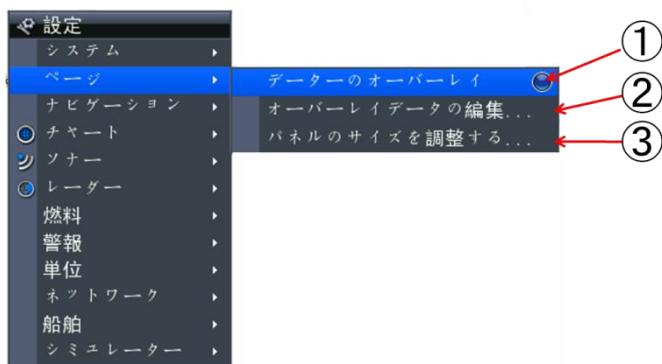 設定
システム
ページ
ナビゲーション
チャート
ソナー
レーダー
燃料
警報
単位
ネットワーク
船舶
シミュレーター
データーのオーバーレイ
オーバーレイデータの編集...
パネルのサイズを調整する...
①
②
③